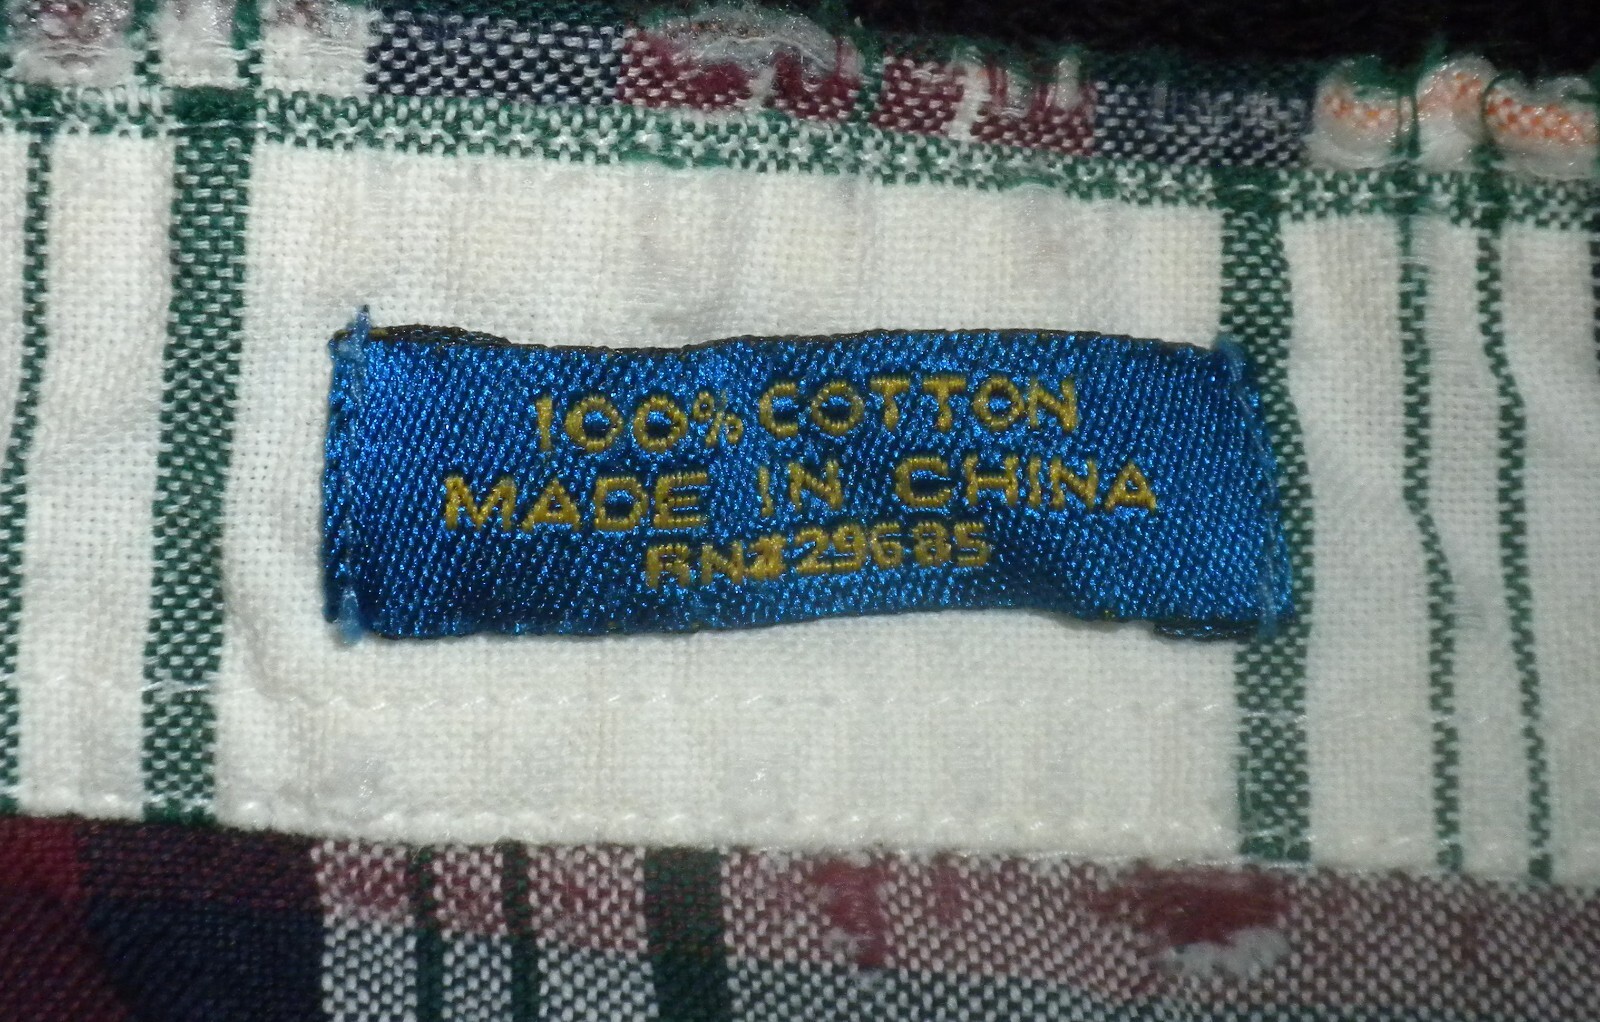 100% COTTON
MADE IN CHINA
RN#29685